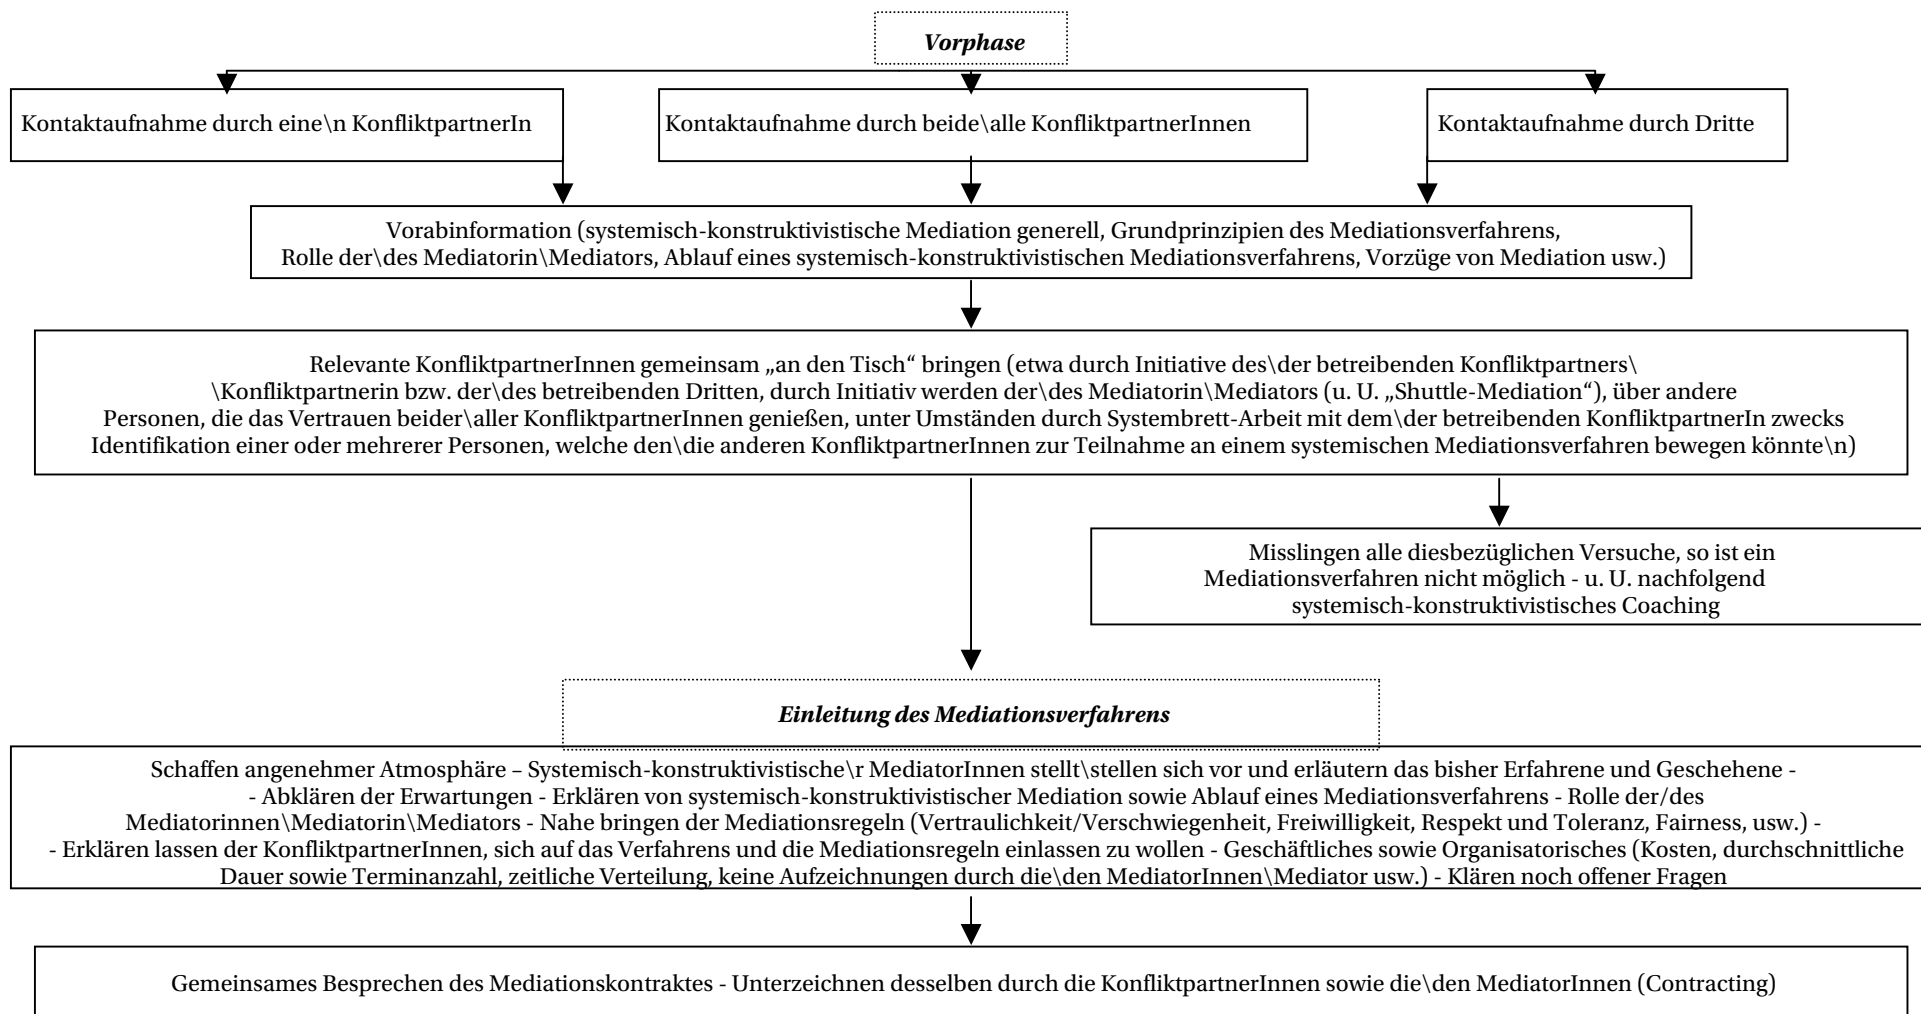 Vorphase
Kontaktaufnahme durch eine\n KonfliktpartnerIn
Kontaktaufnahme durch beide\alle KonfliktpartnerInnen
Kontaktaufnahme durch Dritte
Vorabinformation (systemisch-konstruktivistische Mediation generell, Grundprinzipien des Mediationsverfahrens,
Rolle der\des Mediatorin\Mediators, Ablauf eines systemisch-konstruktivistischen Mediationsverfahrens, Vorzüge von Mediation usw.)
Relevante KonfliktpartnerInnen gemeinsam „an den Tisch“ bringen (etwa durch Initiative des\der betreibenden Konfliktpartners\
\Konfliktpartnerin bzw. der\des betreibenden Dritten, durch Initiativ werden der\des Mediatorin\Mediators (u. U. „Shuttle-Mediation“), über andere
Personen, die das Vertrauen beider\aller KonfliktpartnerInnen genießen, unter Umständen durch Systembrett-Arbeit mit dem\der betreibenden KonfliktpartnerIn zwecks
Identifikation einer oder mehrerer Personen, welche den\die anderen KonfliktpartnerInnen zur Teilnahme an einem systemischen Mediationsverfahren bewegen könnte\n)
Misslingen alle diesbezüglichen Versuche, so ist ein
Mediationsverfahren nicht möglich - u. U. nachfolgend
systemisch-konstruktivistisches Coaching
Einleitung des Mediationsverfahrens
Schaffen angenehmer Atmosphäre – Systemisch-konstruktivistische\r MediatorInnen stellt\stellen sich vor und erläutern das bisher Erfahrene und Geschehene -
- Abklären der Erwartungen - Erklären von systemisch-konstruktivistischer Mediation sowie Ablauf eines Mediationsverfahrens - Rolle der/des
Mediatorinnen\Mediatorin\Mediators - Nahe bringen der Mediationsregeln (Vertraulichkeit/Verschwiegenheit, Freiwilligkeit, Respekt und Toleranz, Fairness, usw.) -
- Erklären lassen der KonfliktpartnerInnen, sich auf das Verfahrens und die Mediationsregeln einlassen zu wollen - Geschäftliches sowie Organisatorisches (Kosten, durchschnittliche
Dauer sowie Terminanzahl, zeitliche Verteilung, keine Aufzeichnungen durch die\den MediatorInnen\Mediator usw.) - Klären noch offener Fragen
Gemeinsames Besprechen des Mediationskontraktes - Unterzeichnen desselben durch die KonfliktpartnerInnen sowie die\den MediatorInnen (Contracting)